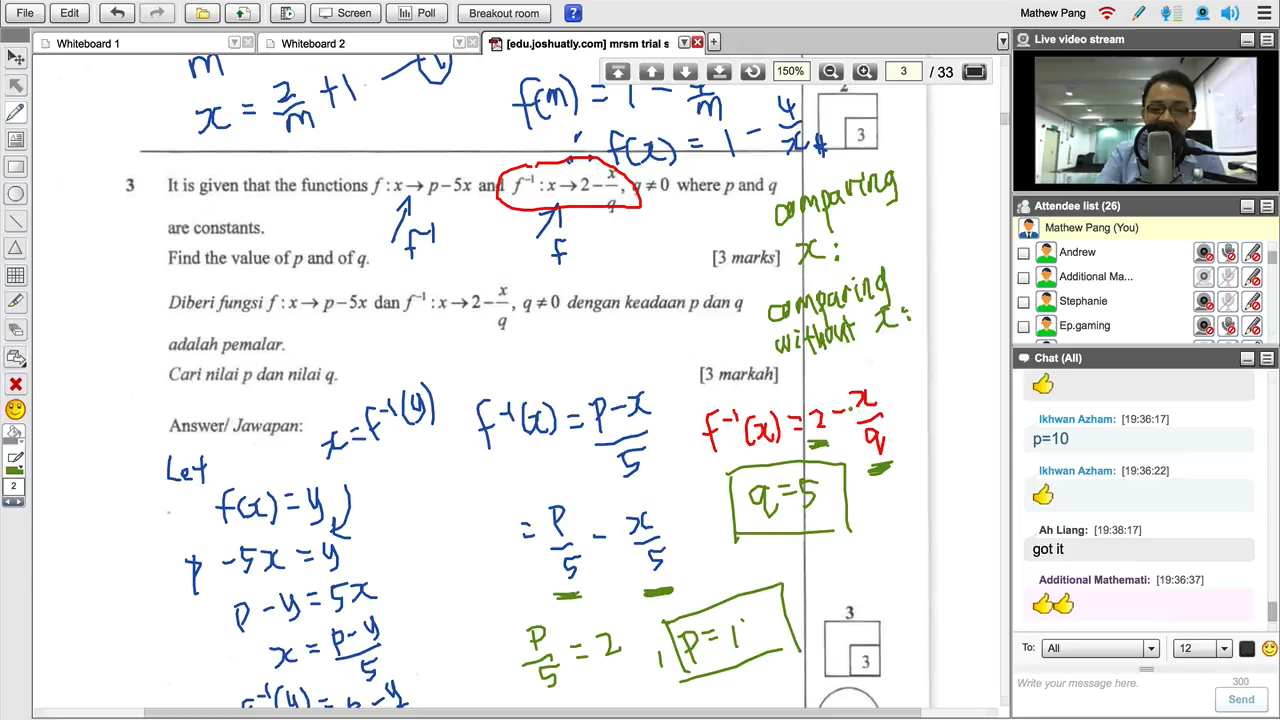 File
Edit
Screen
Poll
Breakout room
Mathew Pang
Whiteboard 1
Whiteboard 2
[edu.joshuatly.com] mrsm trial s
150%
3 / 33
Live video stream
m
x = 2/m + 1
f(m) = 1 - 4/m
∴ f(x) = 1 - 4/x #
3
3 It is given that the functions f : x → p − 5x and f⁻¹ : x → 2 − x/q, q ≠ 0 where p and q
are constants.
f⁻¹
f
Find the value of p and of q.
[3 marks]
Diberi fungsi f : x → p − 5x dan f⁻¹ : x → 2 − x/q, q ≠ 0 dengan keadaan p dan q
adalah pemalar.
Cari nilai p dan nilai q.
[3 markah]
comparing
x :
comparing
without x :
Answer/ Jawapan:
x = f⁻¹(y)
Let
f(x) = y
p - 5x = y
p - y = 5x
x = p - y/5
f⁻¹(x) = p - x/5
= p/5 - x/5
p/5 = 2
p = 1
f⁻¹(x) = 2 - x/q
q = 5
3
3
Attendee list (26)
Mathew Pang (You)
Andrew
Additional Ma...
Stephanie
Ep.gaming
Chat (All)
Ikhwan Azham: [19:36:17]
p=10
Ikhwan Azham: [19:36:22]
Ah Liang: [19:38:17]
got it
Additional Mathemati: [19:36:37]
To:
All
12
300
Write your message here...
Send
2